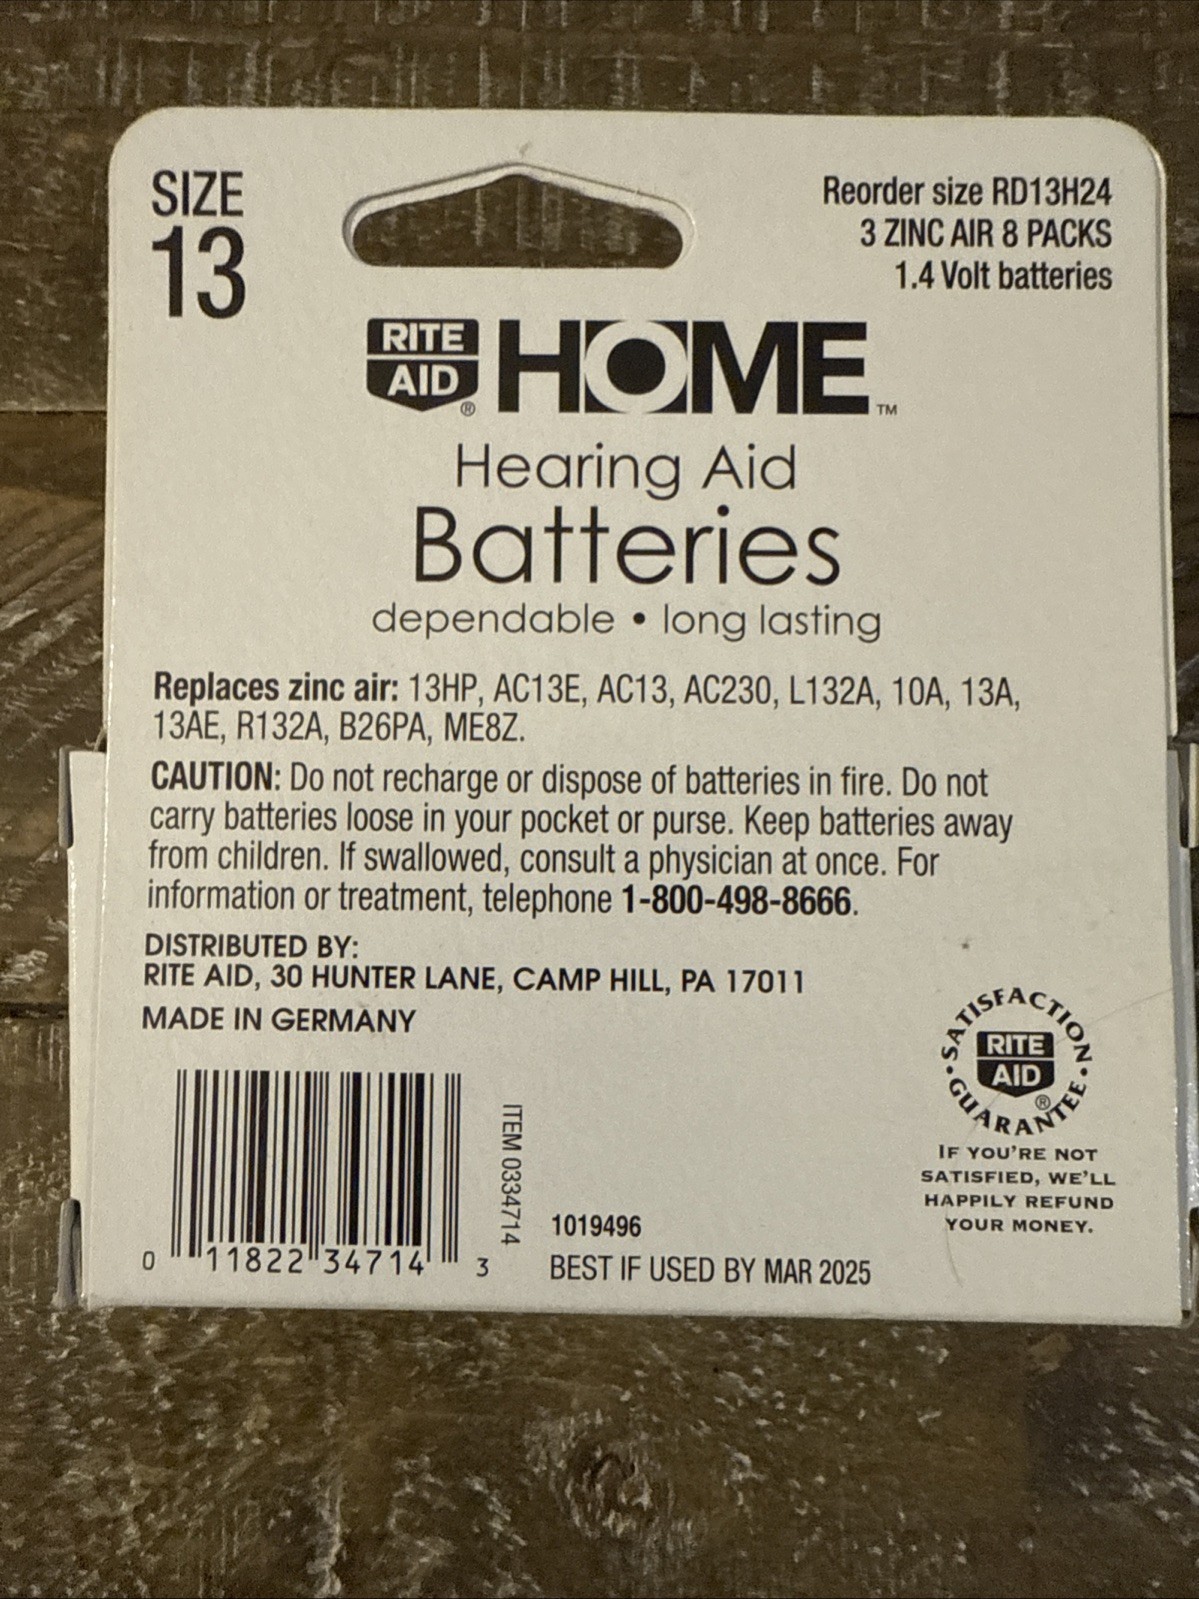 SIZE
13
Reorder size RD13H24
3 ZINC AIR 8 PACKS
1.4 Volt batteries
RITE
AID
®
HOME
™
Hearing Aid
Batteries
dependable • long lasting
Replaces zinc air: 13HP, AC13E, AC13, AC230, L132A, 10A, 13A,
13AE, R132A, B26PA, ME8Z.
CAUTION: Do not recharge or dispose of batteries in fire. Do not
carry batteries loose in your pocket or purse. Keep batteries away
from children. If swallowed, consult a physician at once. For
information or treatment, telephone 1-800-498-8666.
DISTRIBUTED BY:
RITE AID, 30 HUNTER LANE, CAMP HILL, PA 17011
MADE IN GERMANY
0 11822 34714 3
ITEM 0334714
1019496
BEST IF USED BY MAR 2025
• SATISFACTION •
RITE
AID
®
GUARANTEE
IF YOU'RE NOT
SATISFIED, WE'LL
HAPPILY REFUND
YOUR MONEY.